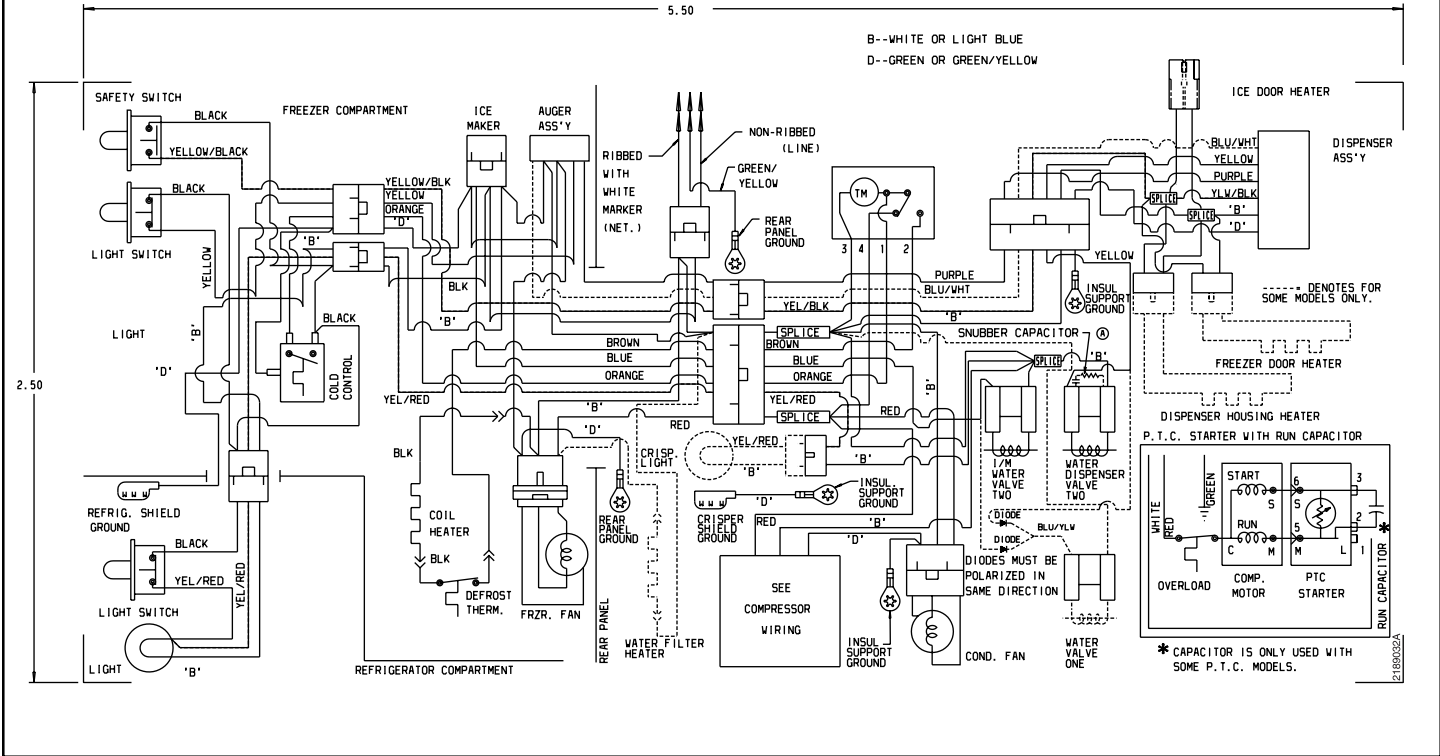 5.50
B--WHITE OR LIGHT BLUE
D--GREEN OR GREEN/YELLOW
2.50
SAFETY SWITCH
BLACK
YELLOW/BLACK
FREEZER COMPARTMENT
ICE
MAKER
AUGER
ASS'Y
RIBBED
WITH
WHITE
MARKER
(NET.)
NON-RIBBED
(LINE)
GREEN/
YELLOW
REAR
PANEL
GROUND
TM
3 4 1 2
ICE DOOR HEATER
DISPENSER
ASS'Y
BLU/WHT
YELLOW
PURPLE
YLW/BLK
'B'
'D'
SPLICE
SPLICE
YELLOW
BLACK
LIGHT SWITCH
YELLOW
YELLOW/BLK
YELLOW
ORANGE
'D'
'B'
BLK
'B'
PURPLE
BLU/WHT
YEL/BLK
'B'
INSUL
SUPPORT
GROUND
DENOTES FOR
SOME MODELS ONLY.
SNUBBER CAPACITOR
A
LIGHT
'B'
'D'
BLACK
COLD
CONTROL
BROWN
BLUE
ORANGE
YEL/RED
'B'
RED
'D'
SPLICE
BROWN
BLUE
ORANGE
YEL/RED
SPLICE
RED
'B'
SPLICE
'B'
FREEZER DOOR HEATER
DISPENSER HOUSING HEATER
P.T.C. STARTER WITH RUN CAPACITOR
BLK
COIL
HEATER
BLK
DEFROST
THERM.
FRZR. FAN
REAR
PANEL
GROUND
REAR PANEL
WATER FILTER
HEATER
CRISP.
LIGHT
YEL/RED
'B'
'B'
CRISPER
SHIELD
GROUND
'D'
INSUL.
SUPPORT
GROUND
RED
'B'
'D'
SEE
COMPRESSOR
WIRING
INSUL
SUPPORT
GROUND
COND. FAN
I/M
WATER
VALVE
TWO
WATER
DISPENSER
VALVE
TWO
DIODE
DIODE
BLU/YLW
DIODES MUST BE
POLARIZED IN
SAME DIRECTION
WATER
VALVE
ONE
REFRIG. SHIELD
GROUND
BLACK
YEL/RED
LIGHT SWITCH
YEL/RED
LIGHT
'B'
REFRIGERATOR COMPARTMENT
WHITE
RED
GREEN
START
S
RUN
C M
6
S
5
M
L
3
2
1
OVERLOAD
COMP.
MOTOR
PTC
STARTER
RUN CAPACITOR *
* CAPACITOR IS ONLY USED WITH
SOME P.T.C. MODELS.
2189032A